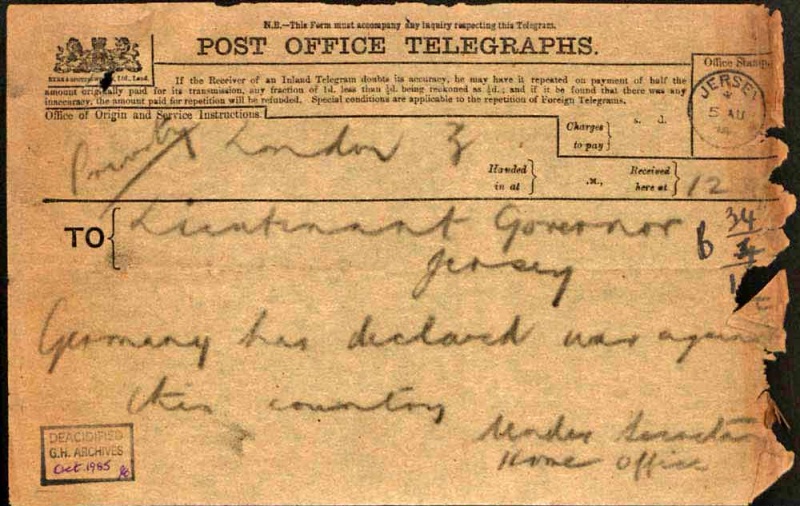 N.B.—This Form must accompany any Inquiry respecting this Telegram.
POST OFFICE TELEGRAPHS.
If the Receiver of an Inland Telegram doubts its accuracy, he may have it repeated on payment of half the
amount originally paid for its transmission, any fraction of 1d. less than ½d. being reckoned as ½d.; and if it be found that there was any
inaccuracy, the amount paid for repetition will be refunded. Special conditions are applicable to the repetition of Foreign Telegrams.
Office Stamp.
JERSEY
5 AU
Office of Origin and Service Instructions.
Charges
to pay
s. d.
Priority London
Handed
in at
.M.,
Received
here at
12
TO
Lieutenant Governor
Jersey
34
Germany has declared war
this country
Under
Home Office
DEACIDIFIED
G.H. ARCHIVES
Oct. 1985